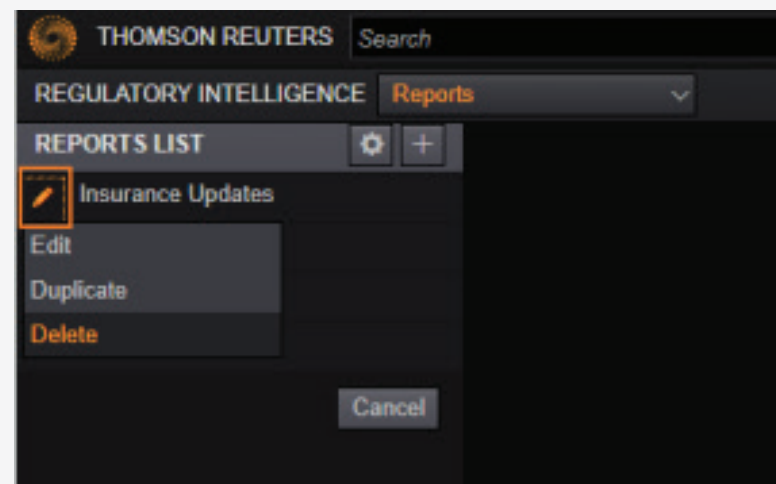 THOMSON REUTERS Search
REGULATORY INTELLIGENCE Reports
REPORTS LIST +
Insurance Updates
Edit
Duplicate
Delete
Cancel